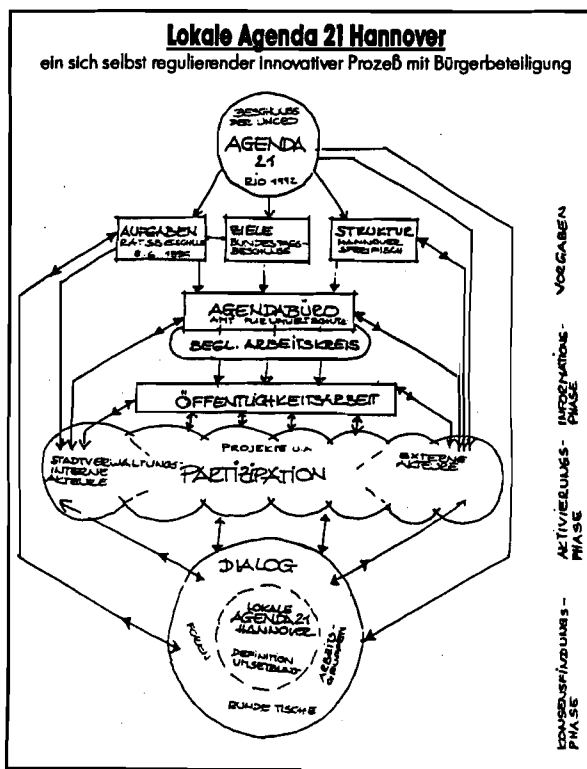 Lokale Agenda 21 Hannover
ein sich selbst regulierender innovativer Prozeß mit Bürgerbeteiligung
BESCHLUSS
DER UNCED
AGENDA
21
RIO 1992
AUFGABEN
RATSBESCHLUSS
ZIELE
BUNDESTAGS-
BESCHLUSS
STRUKTUR
HANNOVER
SPEZIFISCH
VORGABEN
AGENDABÜRO
AMT FÜR UMWELTSCHUTZ
BEGL. ARBEITSKREIS
ÖFFENTLICHKEITSARBEIT
INFORMATIONS-
PHASE
PROJEKTE U.A.
STADTVERWALTUNGS-
INTERNE
AKTEURE
PARTIZIPATION
EXTERNE
AKTEURE
AKTIVIERUNGS-
PHASE
DIALOG
LOKALE
AGENDA 21
HANNOVER
DEFINITION
UMSETZUNG
FOREN
ARBEITS-
GRUPPEN
RUNDE TISCHE
KONSENSFINDUNGS-
PHASE